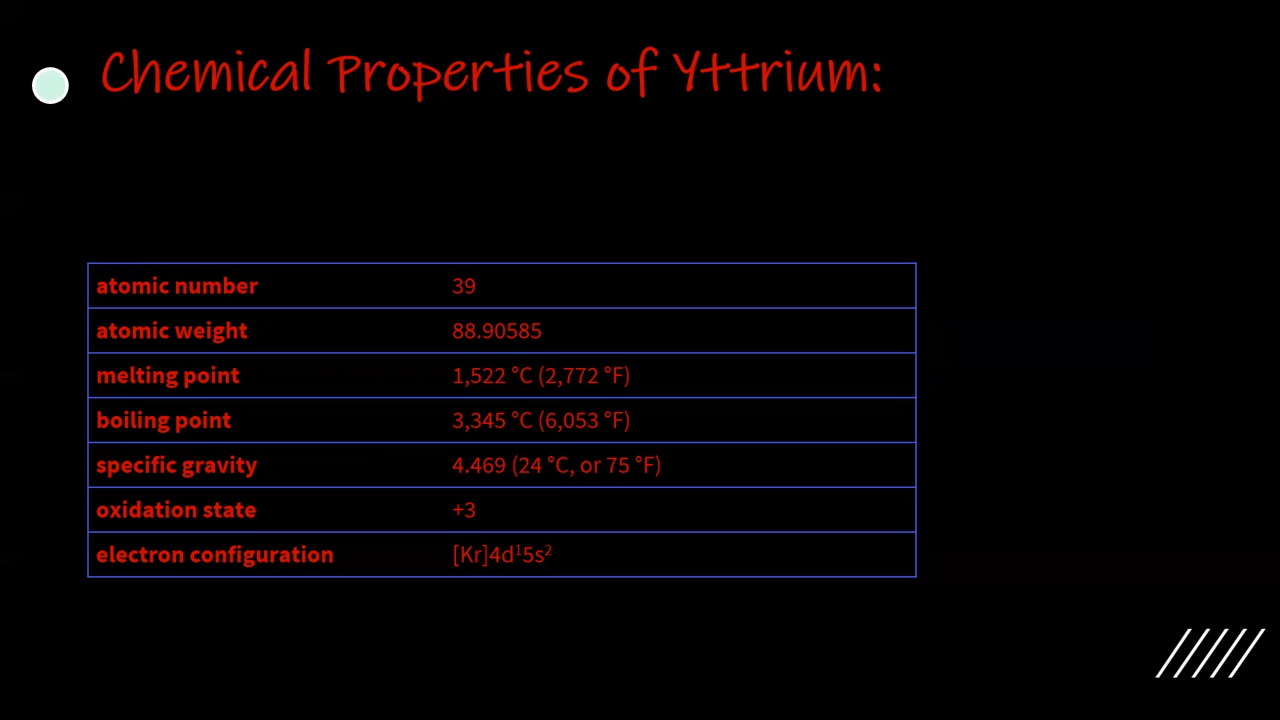 Chemical Properties of Yttrium:
atomic number 39
atomic weight 88.90585
melting point 1,522 °C (2,772 °F)
boiling point 3,345 °C (6,053 °F)
specific gravity 4.469 (24 °C, or 75 °F)
oxidation state +3
electron configuration [Kr]4d¹5s²